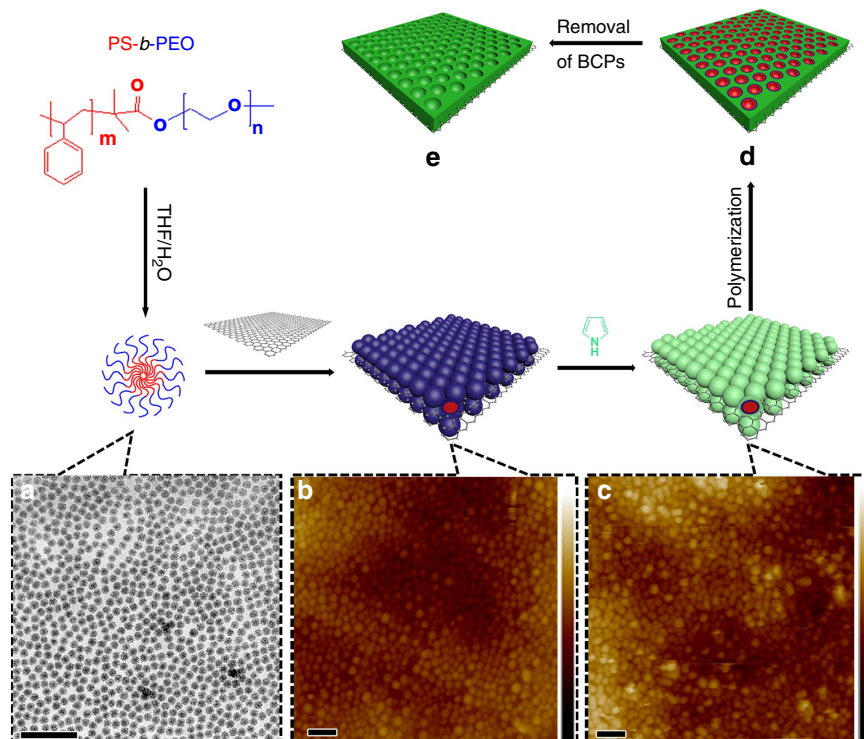 PS-b-PEO
O
O
O
m
n
THF/H2O
Removal
of BCPs
e
d
Polymerization
N
H
a
b
c